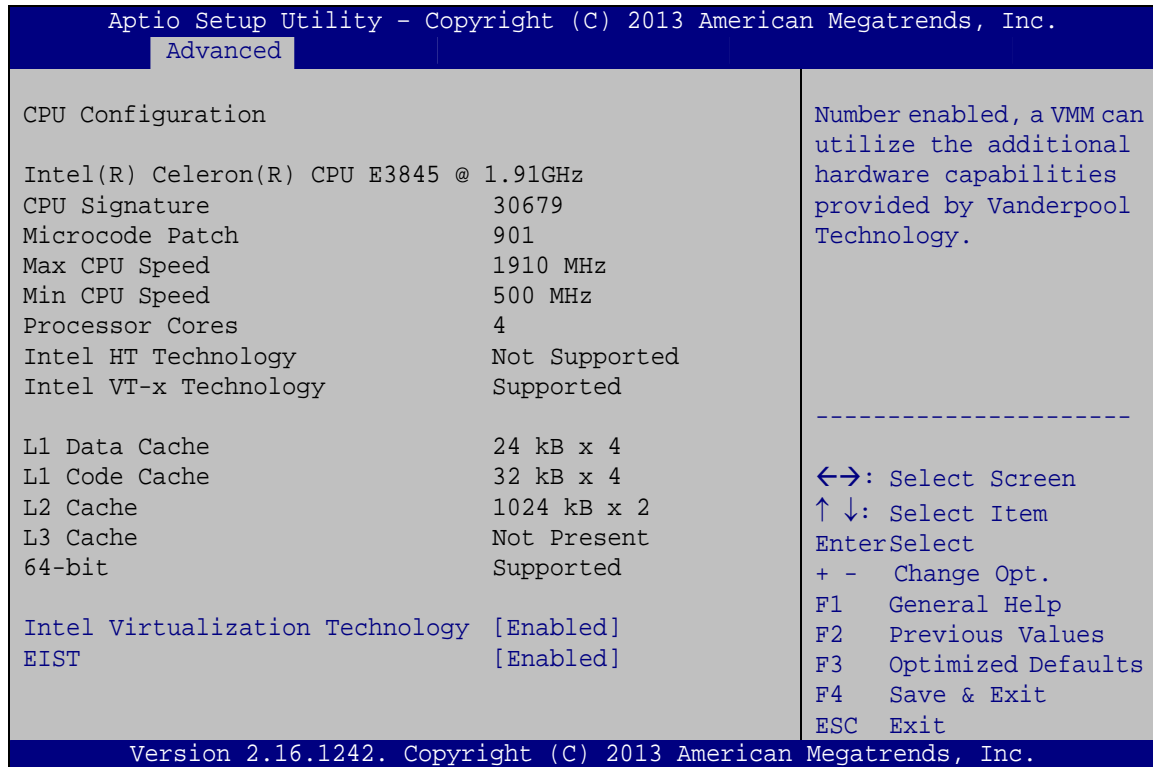 Aptio Setup Utility – Copyright (C) 2013 American Megatrends, Inc.
Advanced
CPU Configuration
Intel(R) Celeron(R) CPU E3845 @ 1.91GHz
CPU Signature 30679
Microcode Patch 901
Max CPU Speed 1910 MHz
Min CPU Speed 500 MHz
Processor Cores 4
Intel HT Technology Not Supported
Intel VT-x Technology Supported
L1 Data Cache 24 kB x 4
L1 Code Cache 32 kB x 4
L2 Cache 1024 kB x 2
L3 Cache Not Present
64-bit Supported
Intel Virtualization Technology [Enabled]
EIST [Enabled]
Number enabled, a VMM can
utilize the additional
hardware capabilities
provided by Vanderpool
Technology.
----------------------
←→: Select Screen
↑ ↓: Select Item
EnterSelect
+ - Change Opt.
F1 General Help
F2 Previous Values
F3 Optimized Defaults
F4 Save & Exit
ESC Exit
Version 2.16.1242. Copyright (C) 2013 American Megatrends, Inc.